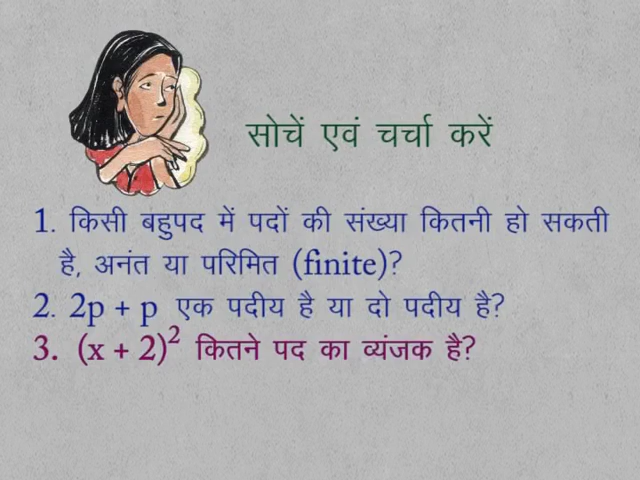 सोचें एवं चर्चा करें
1. किसी बहुपद में पदों की संख्या कितनी हो सकती
है, अनंत या परिमित (finite)?
2. 2p + p एक पदीय है या दो पदीय है?
3. (x + 2)² कितने पद का व्यंजक है?